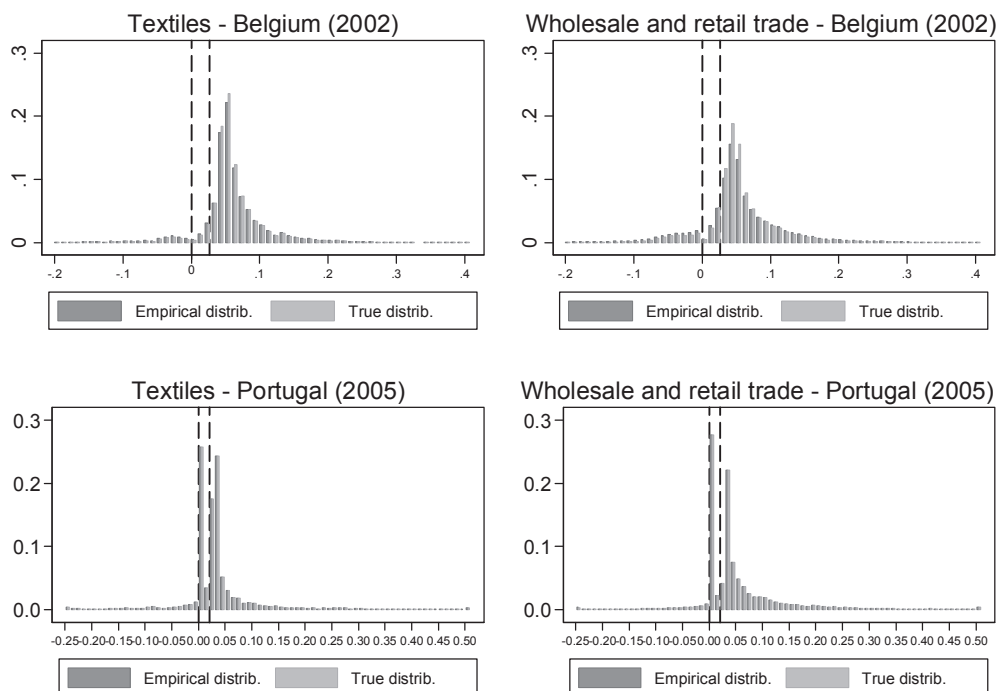 Textiles - Belgium (2002)
.3
.2
.1
0
-.2 -.1 0 .1 .2 .3 .4
Empirical distrib. True distrib.
Wholesale and retail trade - Belgium (2002)
.3
.2
.1
0
-.2 -.1 0 .1 .2 .3 .4
Empirical distrib. True distrib.
Textiles - Portugal (2005)
0.3
0.2
0.1
0.0
-0.25-0.20-0.15-0.10-0.050.00 0.05 0.10 0.15 0.20 0.25 0.30 0.35 0.40 0.45 0.50
Empirical distrib. True distrib.
Wholesale and retail trade - Portugal (2005)
0.3
0.2
0.1
0.0
-0.25-0.20-0.15-0.10-0.050.00 0.05 0.10 0.15 0.20 0.25 0.30 0.35 0.40 0.45 0.50
Empirical distrib. True distrib.